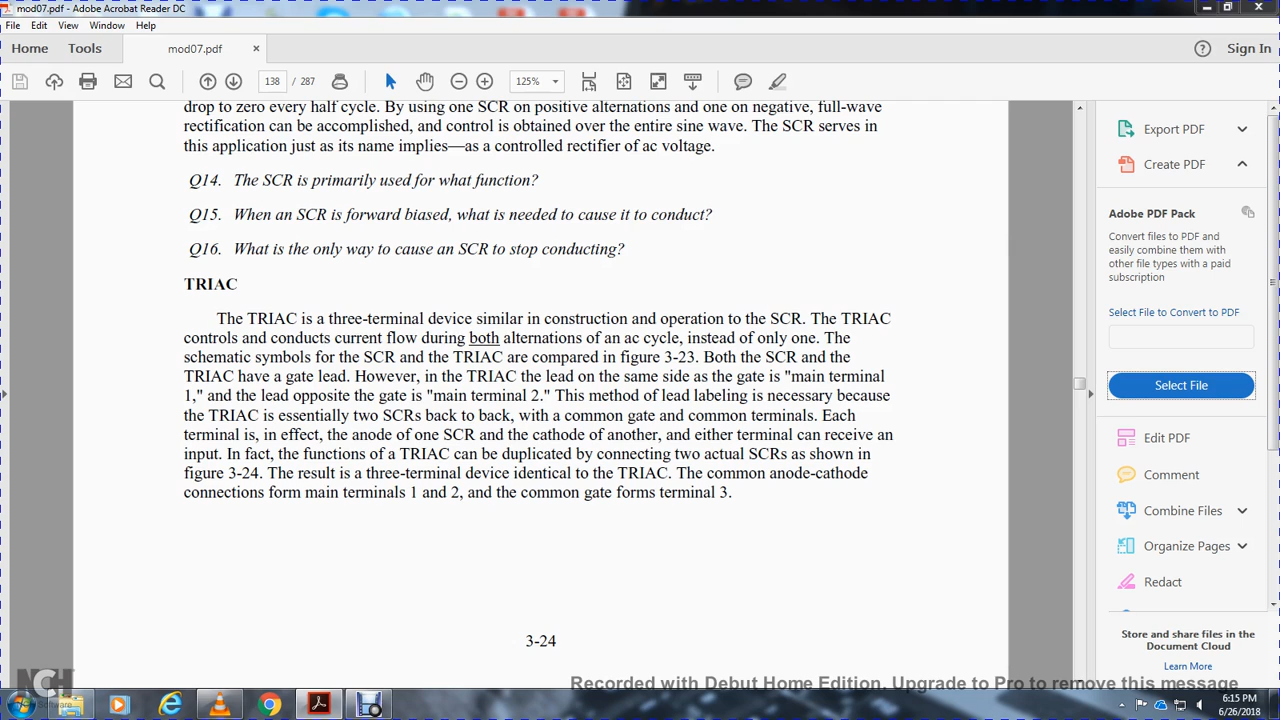 mod07.pdf - Adobe Acrobat Reader DC
File Edit View Window Help
Home Tools mod07.pdf × Sign In
138 / 287 125%
drop to zero every half cycle. By using one SCR on positive alternations and one on negative, full-wave
rectification can be accomplished, and control is obtained over the entire sine wave. The SCR serves in
this application just as its name implies—as a controlled rectifier of ac voltage.
Q14. The SCR is primarily used for what function?
Q15. When an SCR is forward biased, what is needed to cause it to conduct?
Q16. What is the only way to cause an SCR to stop conducting?
TRIAC
The TRIAC is a three-terminal device similar in construction and operation to the SCR. The TRIAC
controls and conducts current flow during both alternations of an ac cycle, instead of only one. The
schematic symbols for the SCR and the TRIAC are compared in figure 3-23. Both the SCR and the
TRIAC have a gate lead. However, in the TRIAC the lead on the same side as the gate is "main terminal
1," and the lead opposite the gate is "main terminal 2." This method of lead labeling is necessary because
the TRIAC is essentially two SCRs back to back, with a common gate and common terminals. Each
terminal is, in effect, the anode of one SCR and the cathode of another, and either terminal can receive an
input. In fact, the functions of a TRIAC can be duplicated by connecting two actual SCRs as shown in
figure 3-24. The result is a three-terminal device identical to the TRIAC. The common anode-cathode
connections form main terminals 1 and 2, and the common gate forms terminal 3.
3-24
Export PDF
Create PDF
Adobe PDF Pack
Convert files to PDF and
easily combine them with
other file types with a paid
subscription
Select File to Convert to PDF
Select File
Edit PDF
Comment
Combine Files
Organize Pages
Redact
Store and share files in the
Document Cloud
Learn More
NCH
Software
Recorded with Debut Home Edition. Upgrade to Pro to remove this message
6:15 PM
6/26/2018